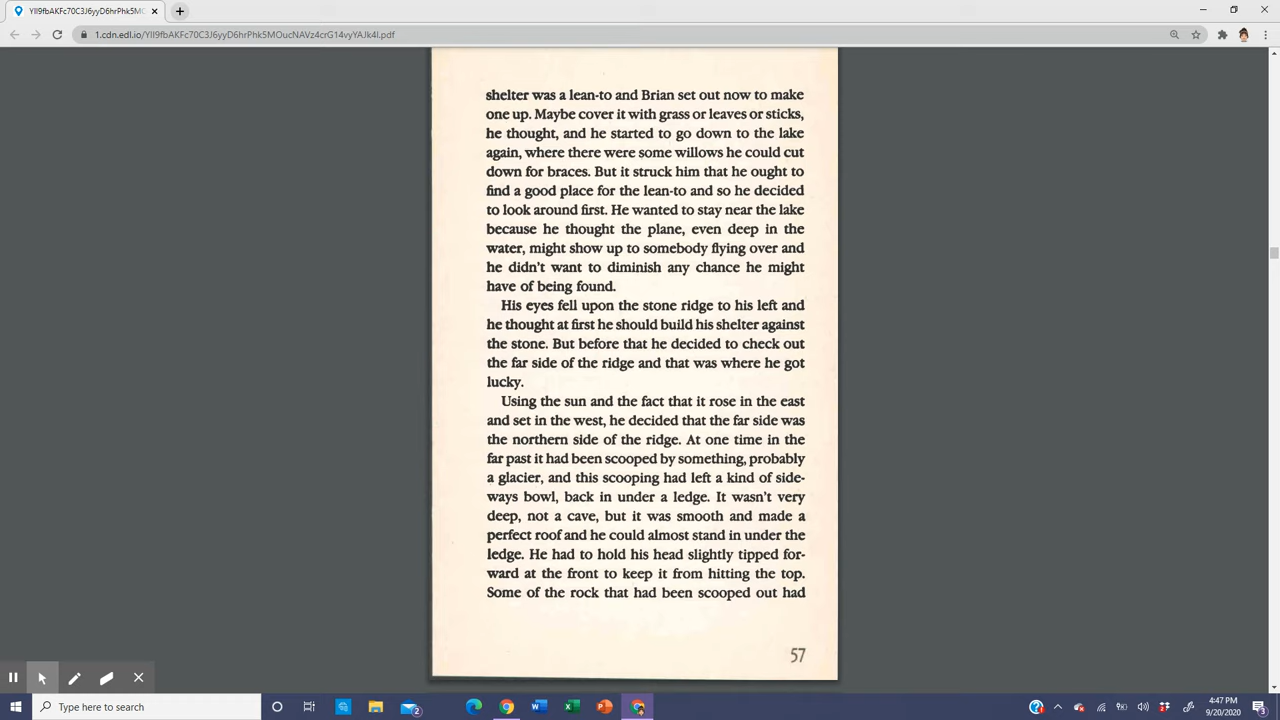 YII9fbAKFc70C3J6yyD6hrPhk5MO
1.cdn.edl.io/YII9fbAKFc70C3J6yyD6hrPhk5MOucNAVz4crG14vyYAJk4I.pdf
shelter was a lean-to and Brian set out now to make
one up. Maybe cover it with grass or leaves or sticks,
he thought, and he started to go down to the lake
again, where there were some willows he could cut
down for braces. But it struck him that he ought to
find a good place for the lean-to and so he decided
to look around first. He wanted to stay near the lake
because he thought the plane, even deep in the
water, might show up to somebody flying over and
he didn't want to diminish any chance he might
have of being found.
His eyes fell upon the stone ridge to his left and
he thought at first he should build his shelter against
the stone. But before that he decided to check out
the far side of the ridge and that was where he got
lucky.
Using the sun and the fact that it rose in the east
and set in the west, he decided that the far side was
the northern side of the ridge. At one time in the
far past it had been scooped by something, probably
a glacier, and this scooping had left a kind of side-
ways bowl, back in under a ledge. It wasn't very
deep, not a cave, but it was smooth and made a
perfect roof and he could almost stand in under the
ledge. He had to hold his head slightly tipped for-
ward at the front to keep it from hitting the top.
Some of the rock that had been scooped out had
57
Type here to search
2
4:47 PM
9/20/2020
3